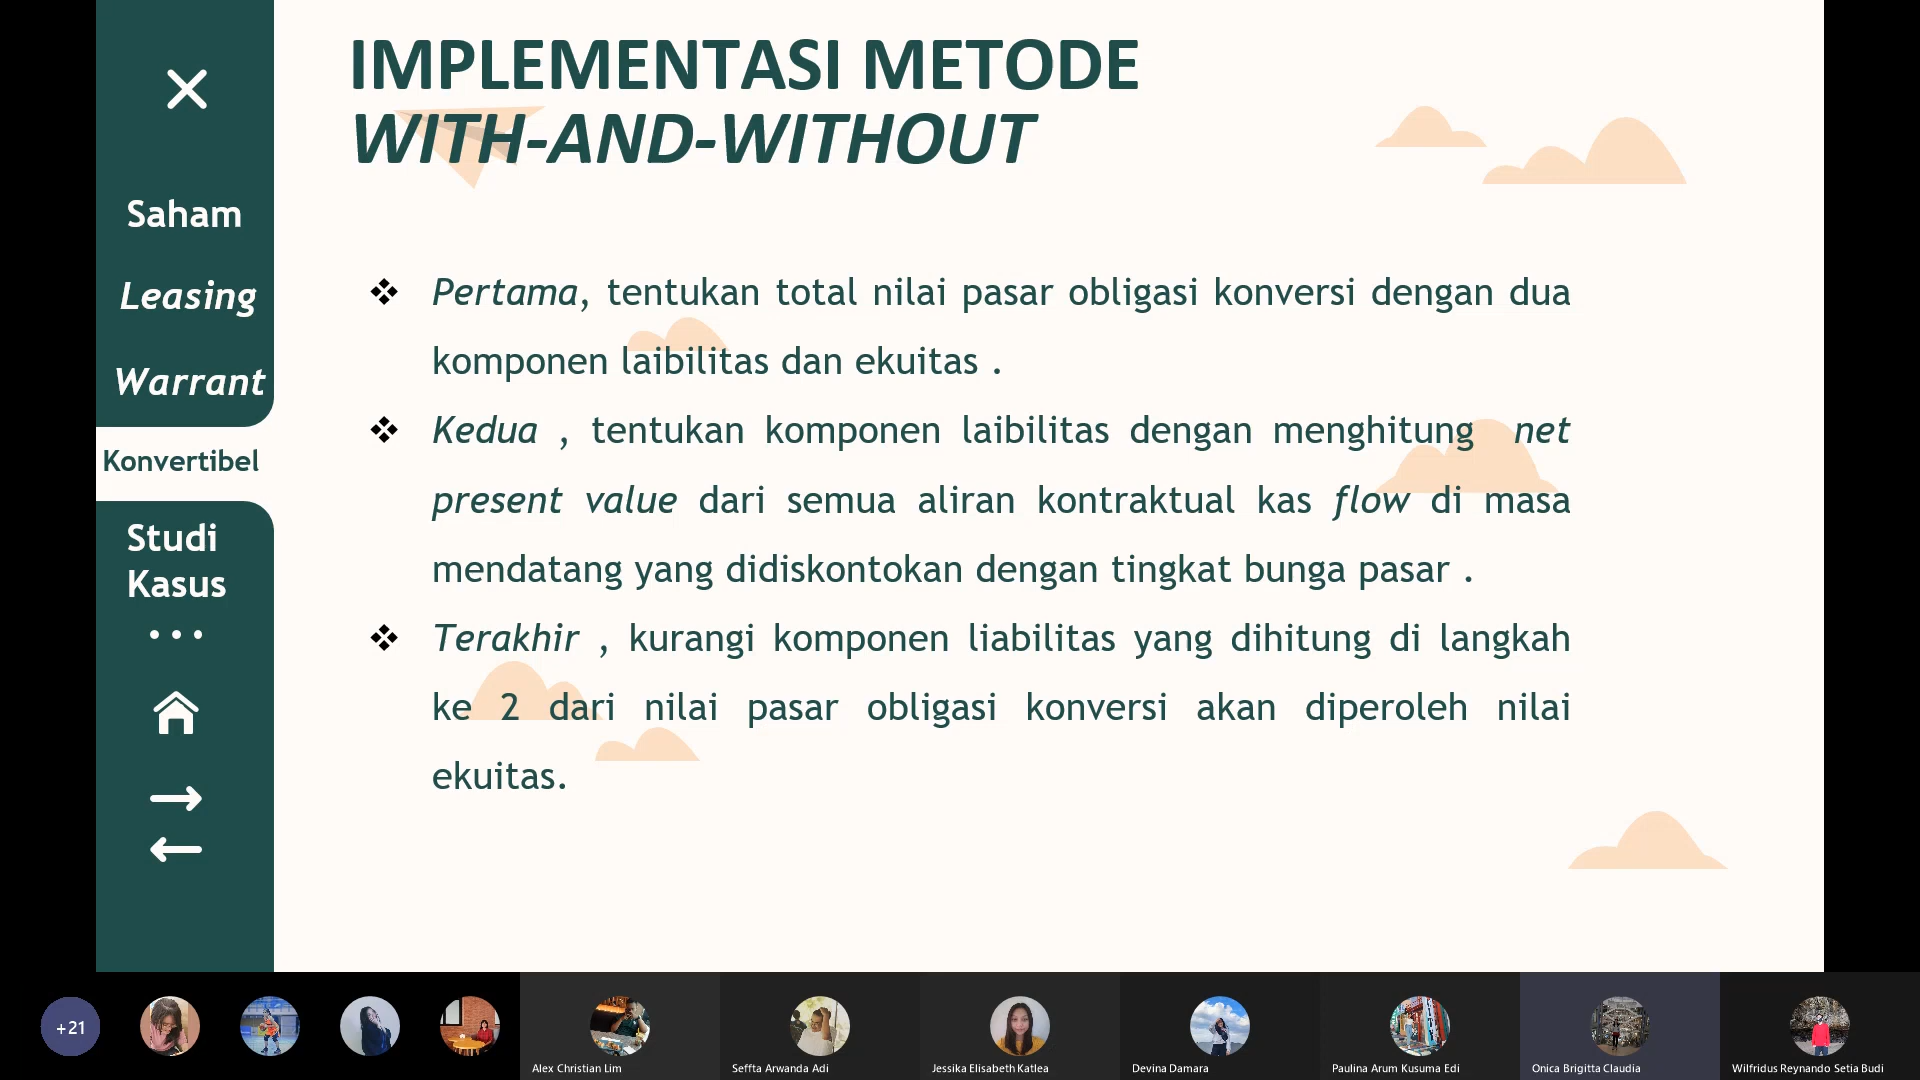 IMPLEMENTASI METODE
WITH-AND-WITHOUT
Saham
Leasing
Warrant
Konvertibel
Studi
Kasus
❖ Pertama, tentukan total nilai pasar obligasi konversi dengan dua
komponen laibilitas dan ekuitas .
❖ Kedua , tentukan komponen laibilitas dengan menghitung net
present value dari semua aliran kontraktual kas flow di masa
mendatang yang didiskontokan dengan tingkat bunga pasar .
❖ Terakhir , kurangi komponen liabilitas yang dihitung di langkah
ke 2 dari nilai pasar obligasi konversi akan diperoleh nilai
ekuitas.
+21
Alex Christian Lim
Seffta Arwanda Adi
Jessika Elisabeth Katlea
Devina Damara
Paulina Arum Kusuma Edi
Onica Brigitta Claudia
Wilfridus Reynando Setia Budi